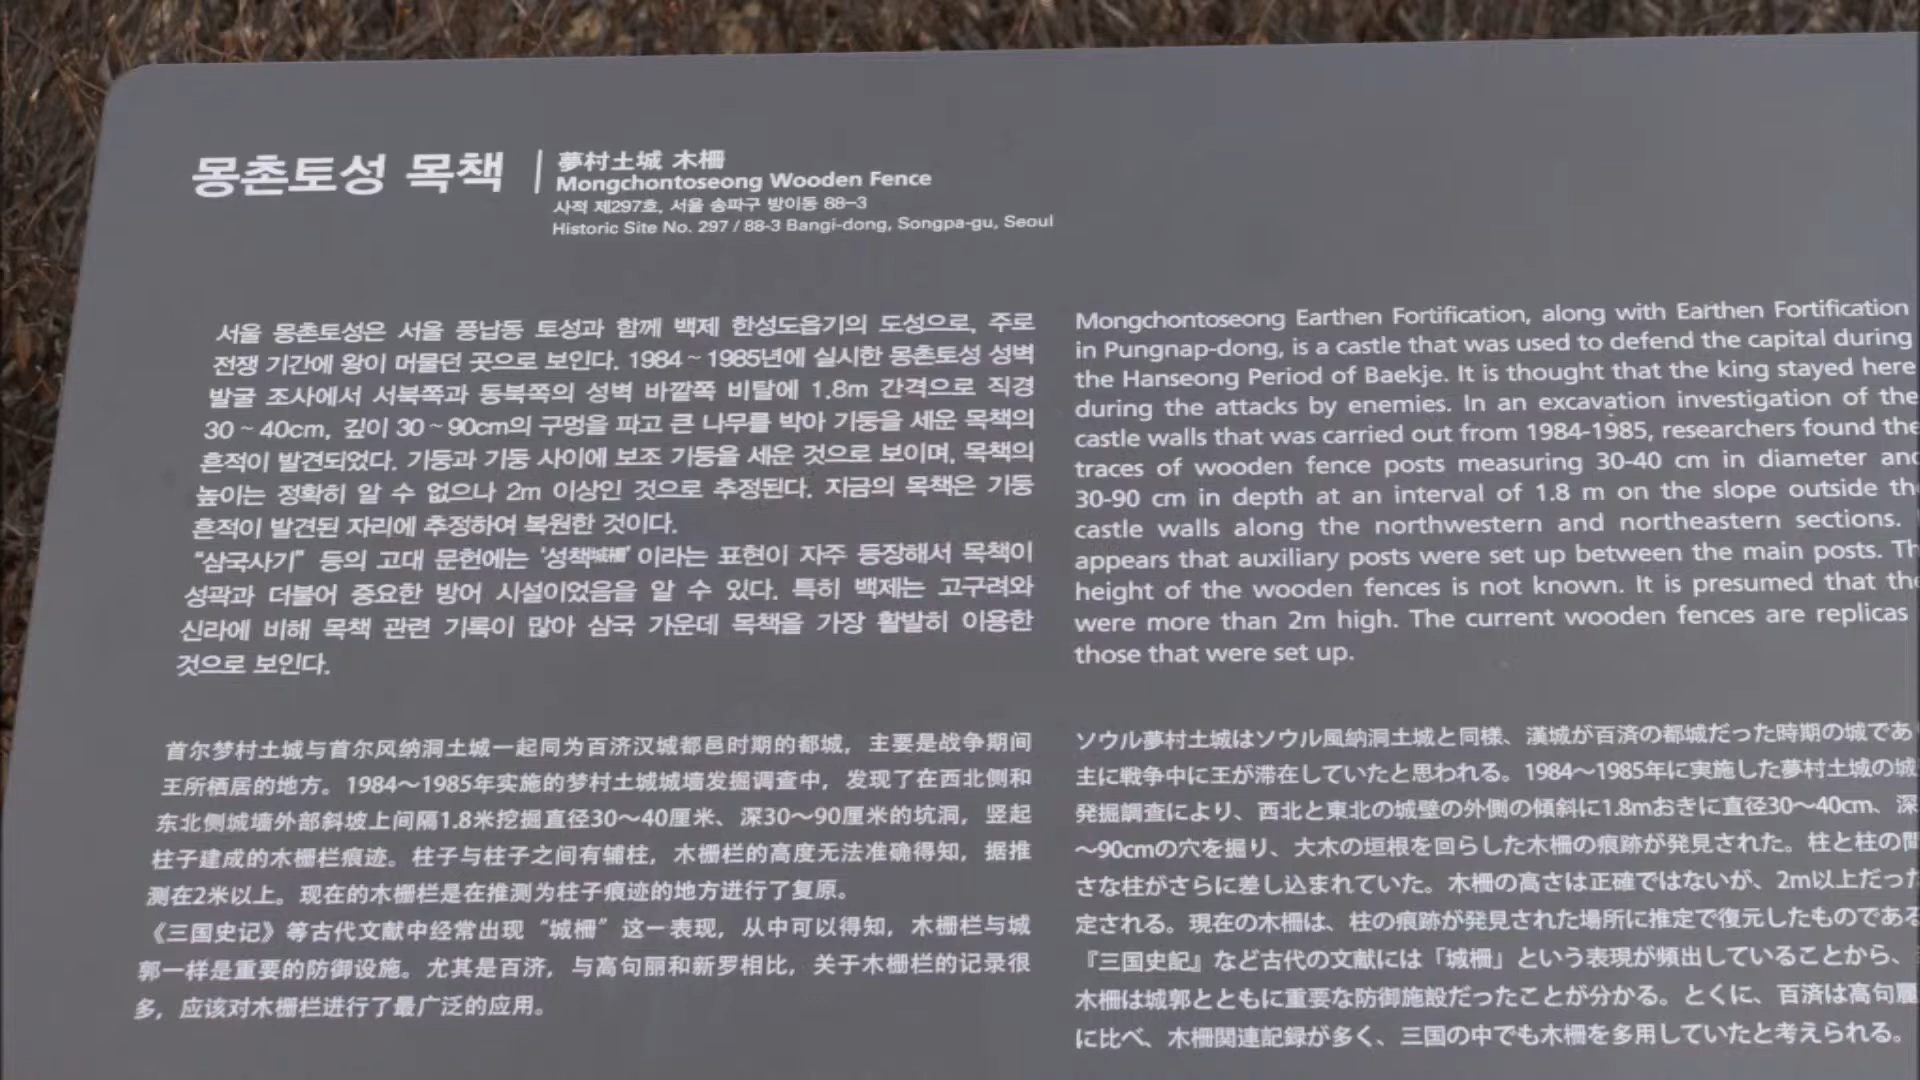 몽촌토성 목책
夢村土城 木柵
Mongchontoseong Wooden Fence
사적 제297호, 서울 송파구 방이동 88-3
Historic Site No. 297 / 88-3 Bangi-dong, Songpa-gu, Seoul
서울 몽촌토성은 서울 풍납동 토성과 함께 백제 한성도읍기의 도성으로, 주로
전쟁 기간에 왕이 머물던 곳으로 보인다. 1984~1985년에 실시한 몽촌토성 성벽
발굴 조사에서 서북쪽과 동북쪽의 성벽 바깥쪽 비탈에 1.8m 간격으로 직경
30~40cm, 깊이 30~90cm의 구멍을 파고 큰 나무를 박아 기둥을 세운 목책의
흔적이 발견되었다. 기둥과 기둥 사이에 보조 기둥을 세운 것으로 보이며, 목책의
높이는 정확히 알 수 없으나 2m 이상인 것으로 추정된다. 지금의 목책은 기둥
흔적이 발견된 자리에 추정하여 복원한 것이다.
“삼국사기” 등의 고대 문헌에는 ‘성책城柵’이라는 표현이 자주 등장해서 목책이
성곽과 더불어 중요한 방어 시설이었음을 알 수 있다. 특히 백제는 고구려와
신라에 비해 목책 관련 기록이 많아 삼국 가운데 목책을 가장 활발히 이용한
것으로 보인다.
Mongchontoseong Earthen Fortification, along with Earthen Fortification
in Pungnap-dong, is a castle that was used to defend the capital during
the Hanseong Period of Baekje. It is thought that the king stayed here
during the attacks by enemies. In an excavation investigation of the
castle walls that was carried out from 1984-1985, researchers found the
traces of wooden fence posts measuring 30-40 cm in diameter and
30-90 cm in depth at an interval of 1.8 m on the slope outside th
castle walls along the northwestern and northeastern sections.
appears that auxiliary posts were set up between the main posts. Th
height of the wooden fences is not known. It is presumed that the
were more than 2m high. The current wooden fences are replicas
those that were set up.
首尔梦村土城与首尔风纳洞土城一起同为百济汉城都邑时期的都城，主要是战争期间
王所栖居的地方。1984～1985年实施的梦村土城城墙发掘调查中，发现了在西北侧和
东北侧城墙外部斜坡上间隔1.8米挖掘直径30～40厘米、深30～90厘米的坑洞，竖起
柱子建成的木栅栏痕迹。柱子与柱子之间有辅柱，木栅栏的高度无法准确得知，据推
测在2米以上。现在的木栅栏是在推测为柱子痕迹的地方进行了复原。
《三国史记》等古代文献中经常出现“城栅”这一表现，从中可以得知，木栅栏与城
郭一样是重要的防御设施。尤其是百济，与高句丽和新罗相比，关于木栅栏的记录很
多，应该对木栅栏进行了最广泛的应用。
ソウル夢村土城はソウル風納洞土城と同様、漢城が百済の都城だった時期の城であ
主に戦争中に王が滞在していたと思われる。1984～1985年に実施した夢村土城の城
発掘調査により、西北と東北の城壁の外側の傾斜に1.8mおきに直径30～40cm、深
～90cmの穴を掘り、大木の垣根を回らした木柵の痕跡が発見された。柱と柱の間
さな柱がさらに差し込まれていた。木柵の高さは正確ではないが、2m以上だった
定される。現在の木柵は、柱の痕跡が発見された場所に推定で復元したものである
『三国史記』など古代の文献には「城柵」という表現が頻出していることから、
木柵は城郭とともに重要な防御施設だったことが分かる。とくに、百済は高句麗
に比べ、木柵関連記録が多く、三国の中でも木柵を多用していたと考えられる。